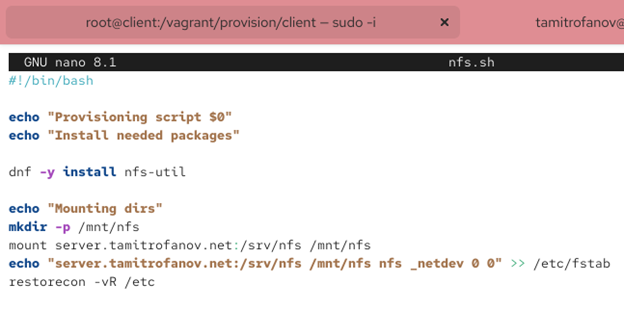 root@client:/vagrant/provision/client — sudo -i
tamitrofanov@
GNU nano 8.1 nfs.sh
#!/bin/bash
echo "Provisioning script $0"
echo "Install needed packages"
dnf -y install nfs-util
echo "Mounting dirs"
mkdir -p /mnt/nfs
mount server.tamitrofanov.net:/srv/nfs /mnt/nfs
echo "server.tamitrofanov.net:/srv/nfs /mnt/nfs nfs _netdev 0 0" >> /etc/fstab
restorecon -vR /etc